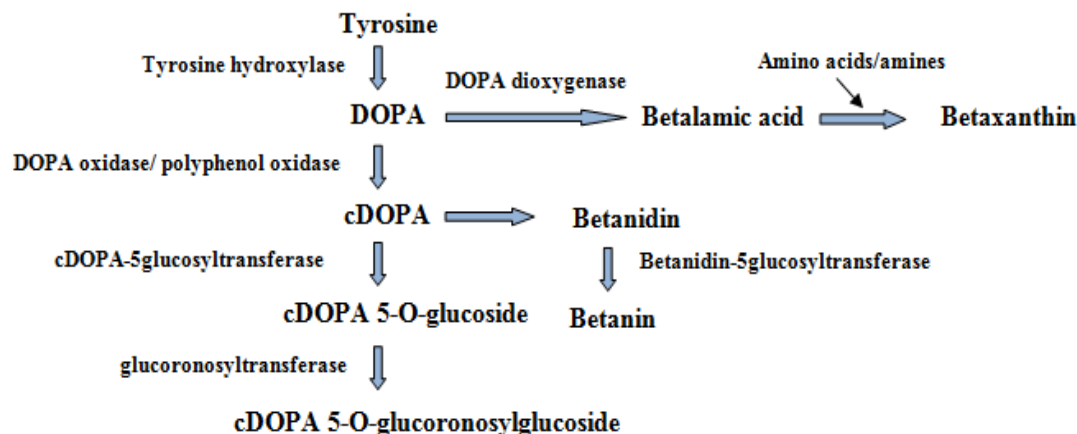 Tyrosine
Tyrosine hydroxylase
DOPA dioxygenase
Amino acids/amines
DOPA
Betalamic acid
Betaxanthin
DOPA oxidase/ polyphenol oxidase
cDOPA
Betanidin
cDOPA-5glucosyltransferase
Betanidin-5glucosyltransferase
cDOPA 5-O-glucoside
Betanin
glucoronosyltransferase
cDOPA 5-O-glucoronosylglucoside